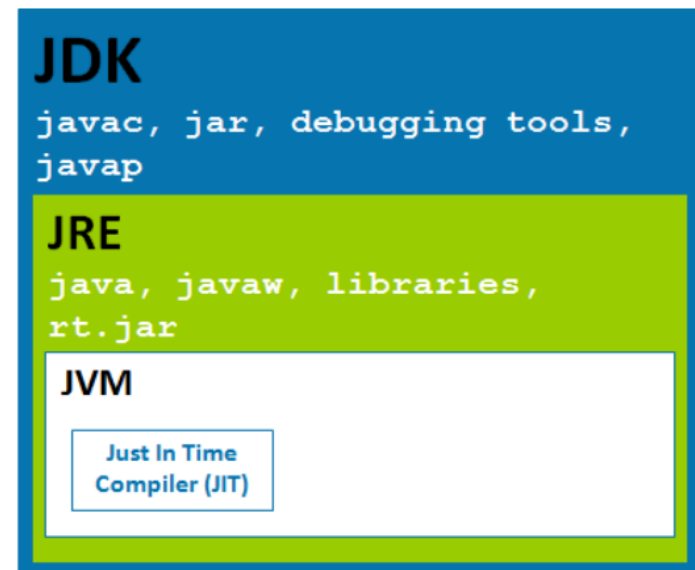 JDK
javac, jar, debugging tools,
javap
JRE
java, javaw, libraries,
rt.jar
JVM
Just In Time
Compiler (JIT)